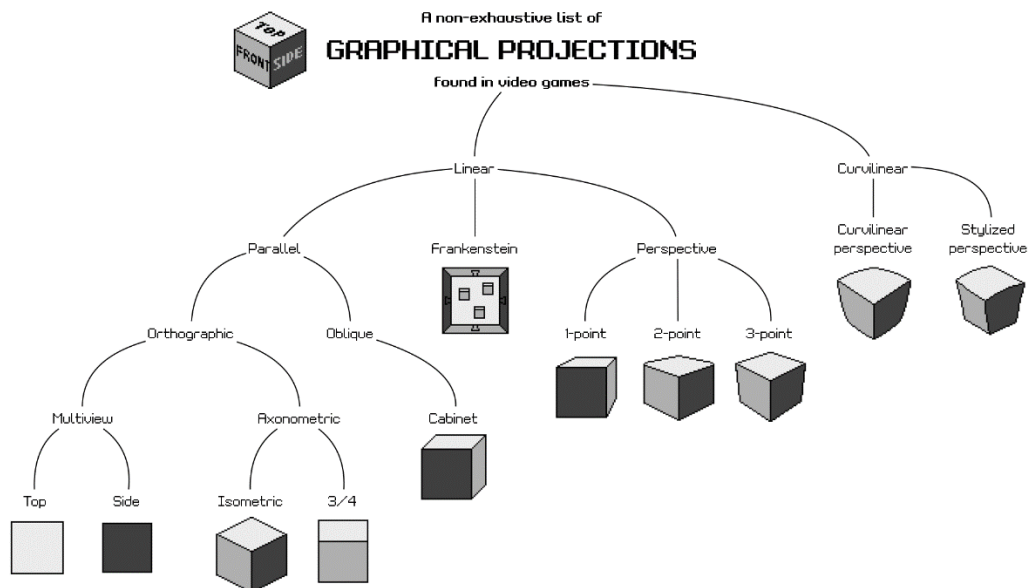 A non-exhaustive list of
TOP
FRONT
SIDE
GRAPHICAL PROJECTIONS
found in video games
Linear
Curvilinear
Parallel
Frankenstein
Perspective
Curvilinear
perspective
Stylized
perspective
Orthographic
Oblique
1-point
2-point
3-point
Multiview
Axonometric
Cabinet
Top
Side
Isometric
3/4